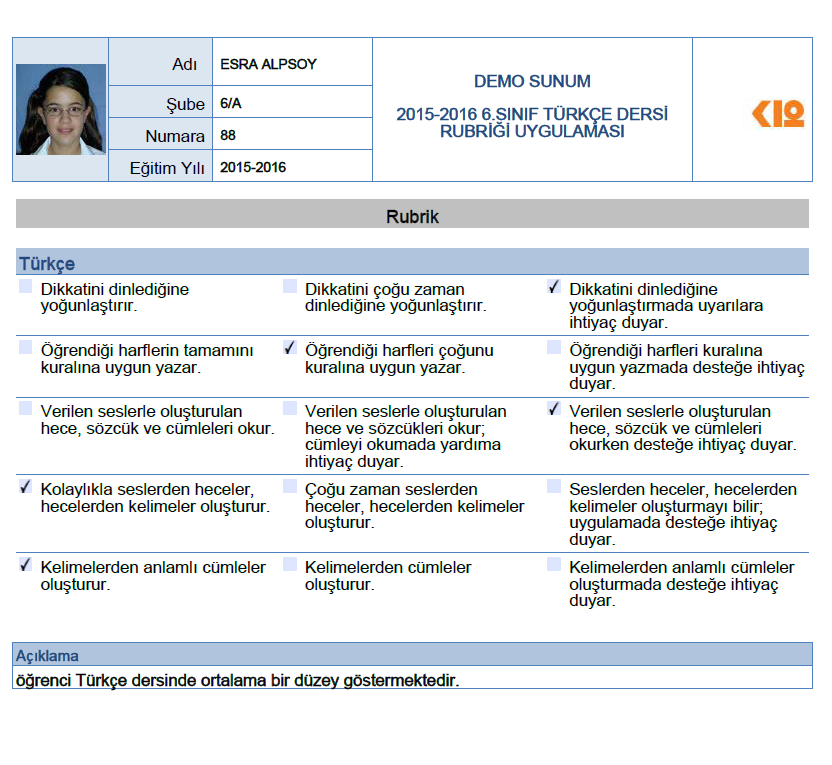 Adı ESRA ALPSOY
Şube 6/A
Numara 88
Eğitim Yılı 2015-2016
DEMO SUNUM
2015-2016 6.SINIF TÜRKÇE DERSİ
RUBRİĞİ UYGULAMASI
K12
Rubrik
Türkçe
Dikkatini dinlediğine
yoğunlaştırır.
Dikkatini çoğu zaman
dinlediğine yoğunlaştırır.
✓ Dikkatini dinlediğine
yoğunlaştırmada uyarılara
ihtiyaç duyar.
Öğrendiği harflerin tamamını
kuralına uygun yazar.
✓ Öğrendiği harfleri çoğunu
kuralına uygun yazar.
Öğrendiği harfleri kuralına
uygun yazmada desteğe ihtiyaç
duyar.
Verilen seslerle oluşturulan
hece, sözcük ve cümleleri okur.
Verilen seslerle oluşturulan
hece ve sözcükleri okur;
cümleyi okumada yardıma
ihtiyaç duyar.
✓ Verilen seslerle oluşturulan
hece, sözcük ve cümleleri
okurken desteğe ihtiyaç duyar.
✓ Kolaylıkla seslerden heceler,
hecelerden kelimeler oluşturur.
Çoğu zaman seslerden
heceler, hecelerden kelimeler
oluşturur.
Seslerden heceler, hecelerden
kelimeler oluşturmayı bilir;
uygulamada desteğe ihtiyaç
duyar.
✓ Kelimelerden anlamlı cümleler
oluşturur.
Kelimelerden cümleler
oluşturur.
Kelimelerden anlamlı cümleler
oluşturmada desteğe ihtiyaç
duyar.
Açıklama
öğrenci Türkçe dersinde ortalama bir düzey göstermektedir.